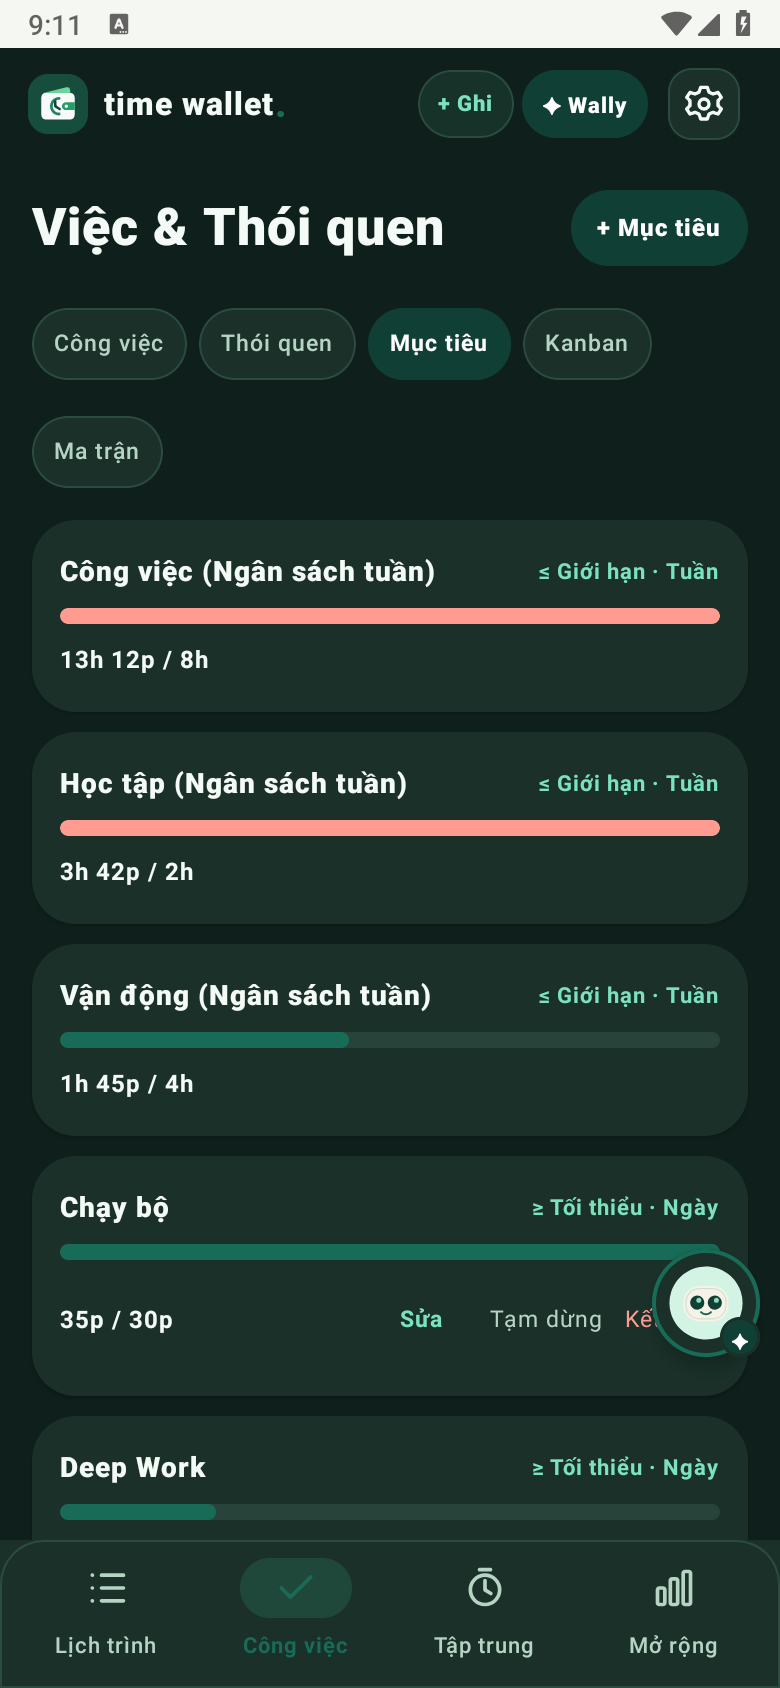 9:11
time wallet.
+ Ghi
Wally
Việc & Thói quen
+ Mục tiêu
Công việc
Thói quen
Mục tiêu
Kanban
Ma trận
Công việc (Ngân sách tuần)
≤ Giới hạn · Tuần
13h 12p / 8h
Học tập (Ngân sách tuần)
≤ Giới hạn · Tuần
3h 42p / 2h
Vận động (Ngân sách tuần)
≤ Giới hạn · Tuần
1h 45p / 4h
Chạy bộ
≥ Tối thiểu · Ngày
35p / 30p
Sửa
Tạm dừng
Deep Work
≥ Tối thiểu · Ngày
Lịch trình
Công việc
Tập trung
Mở rộng